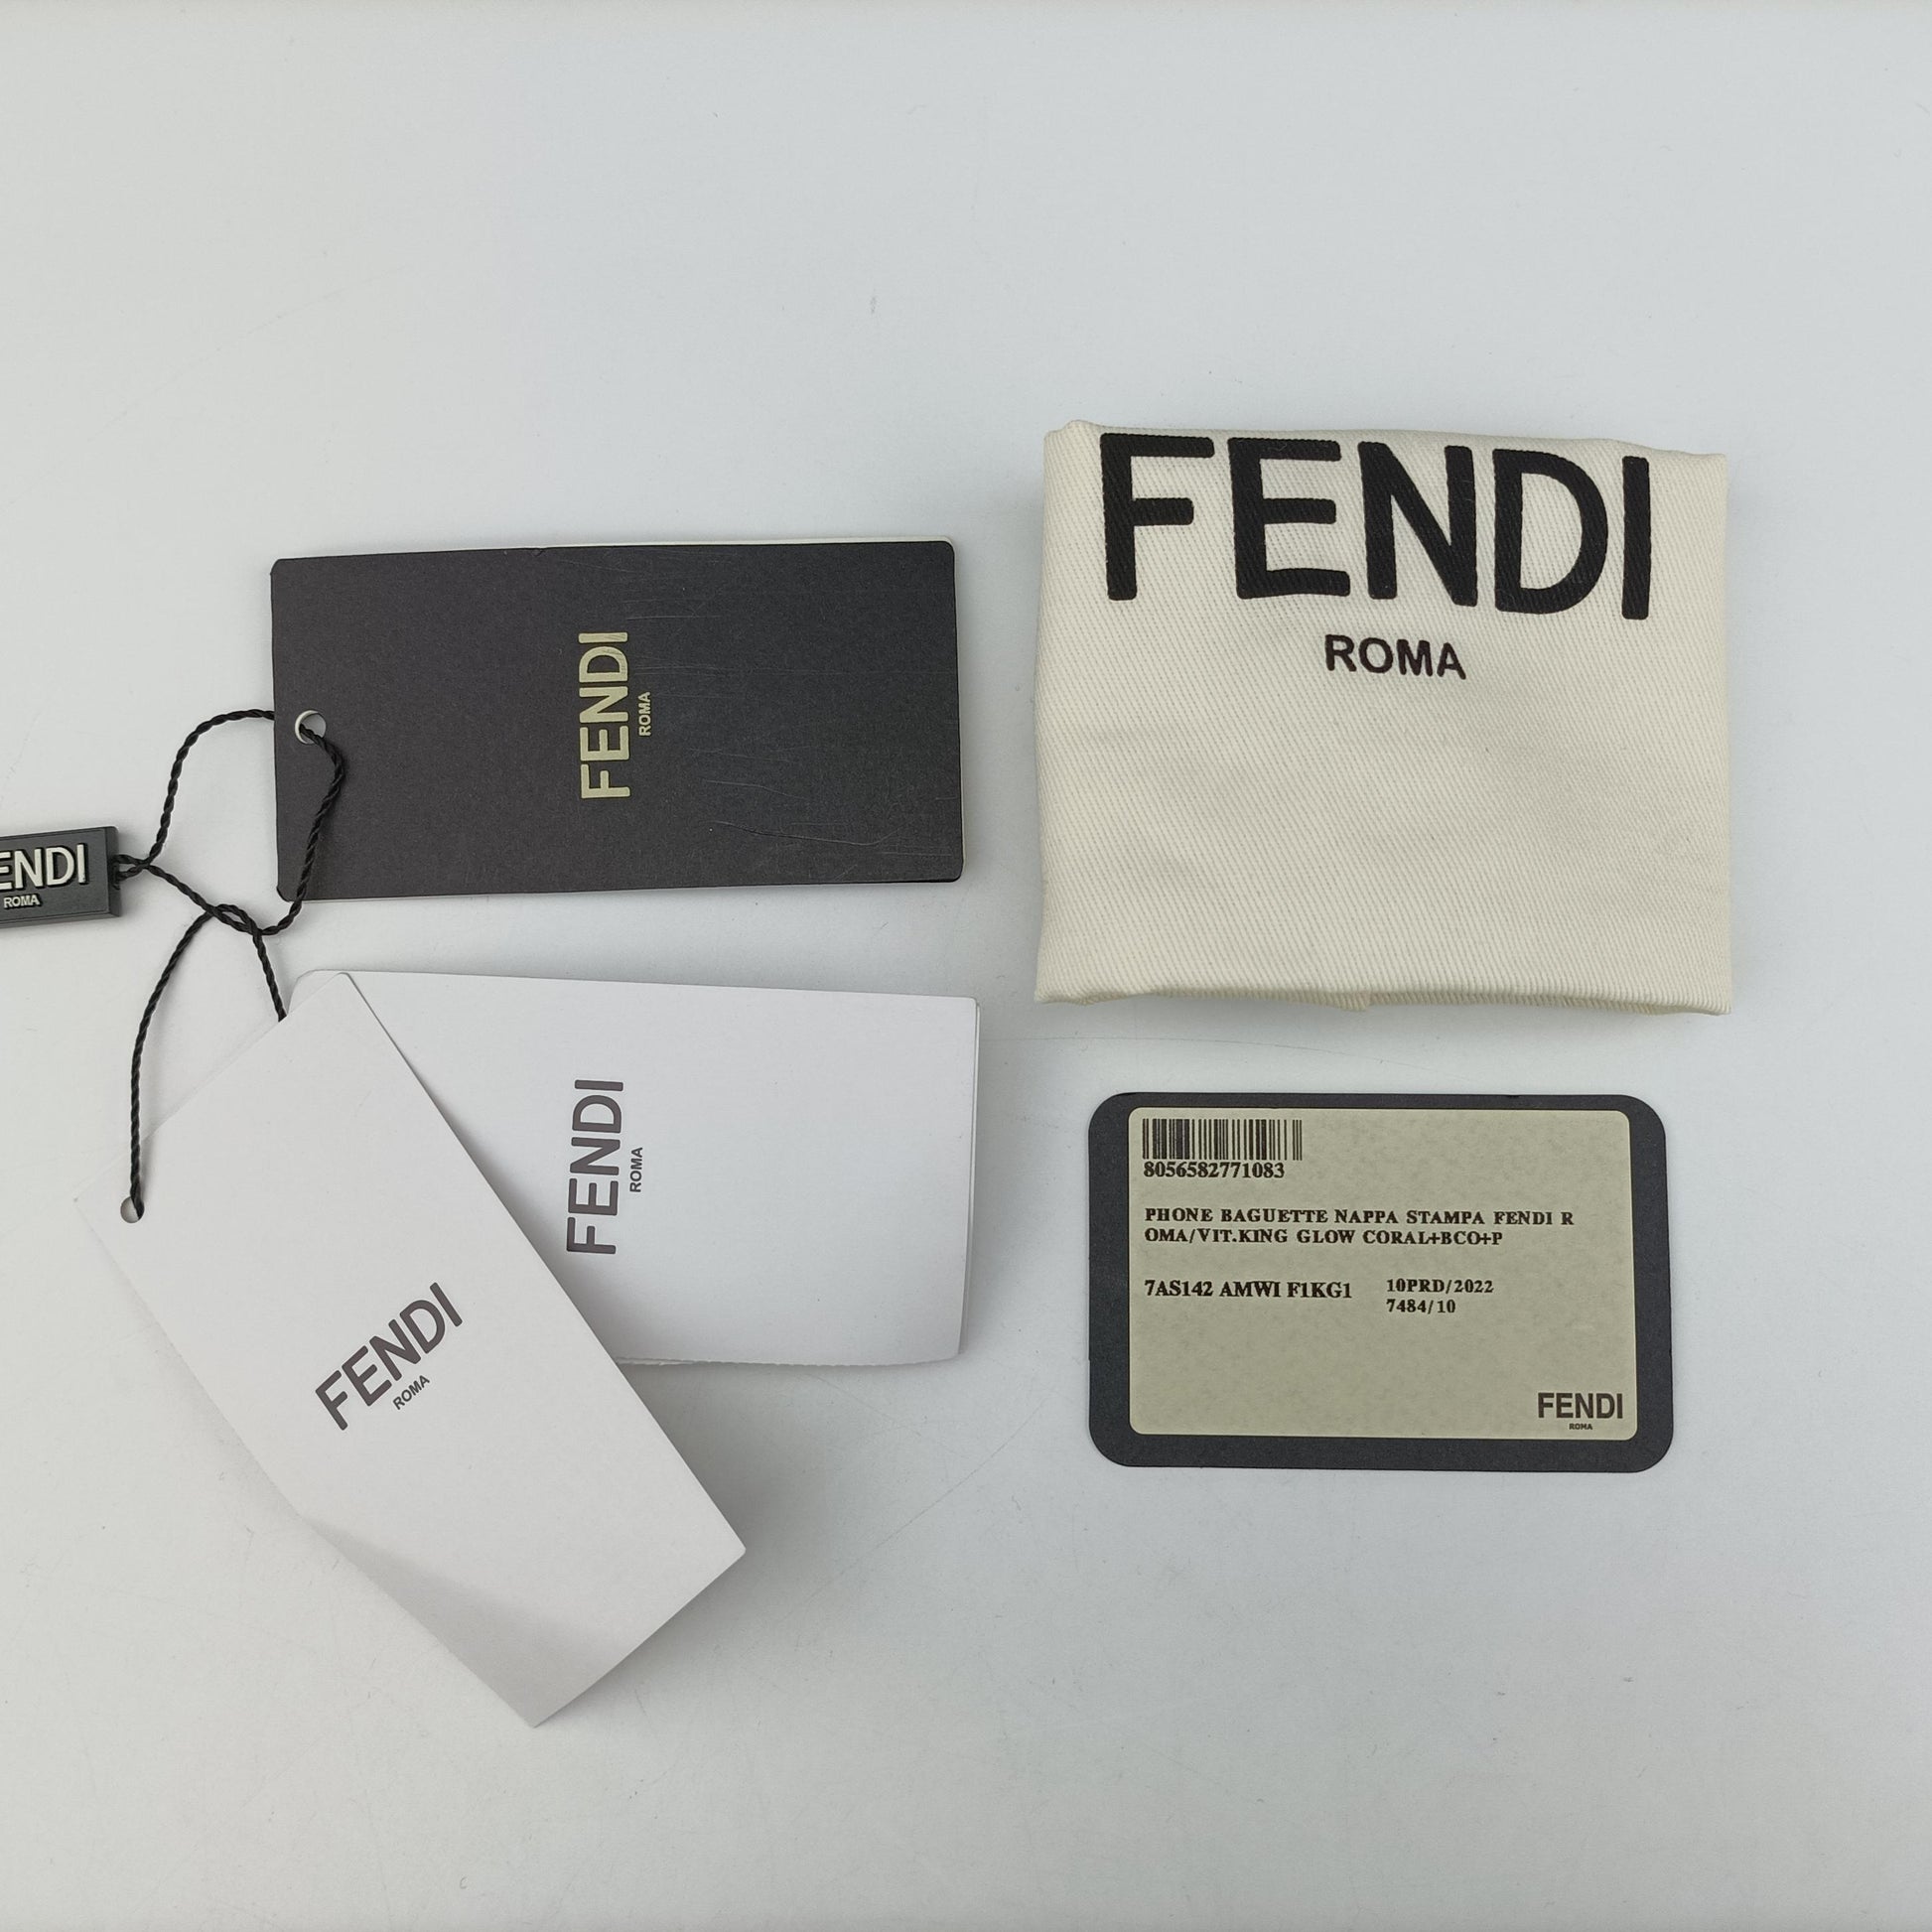 FENDI
ROMA
FENDI
ROMA
ENDI
ROMA
FENDI
ROMA
FENDI
ROMA
8056582771083
PHONE BAGUETTE NAPPA STAMPA FENDI R
OMA/VIT.KING GLOW CORAL+BCO+P
7AS142 AMWI F1KG1 10PRD/2022
7484/10
FENDI
ROMA